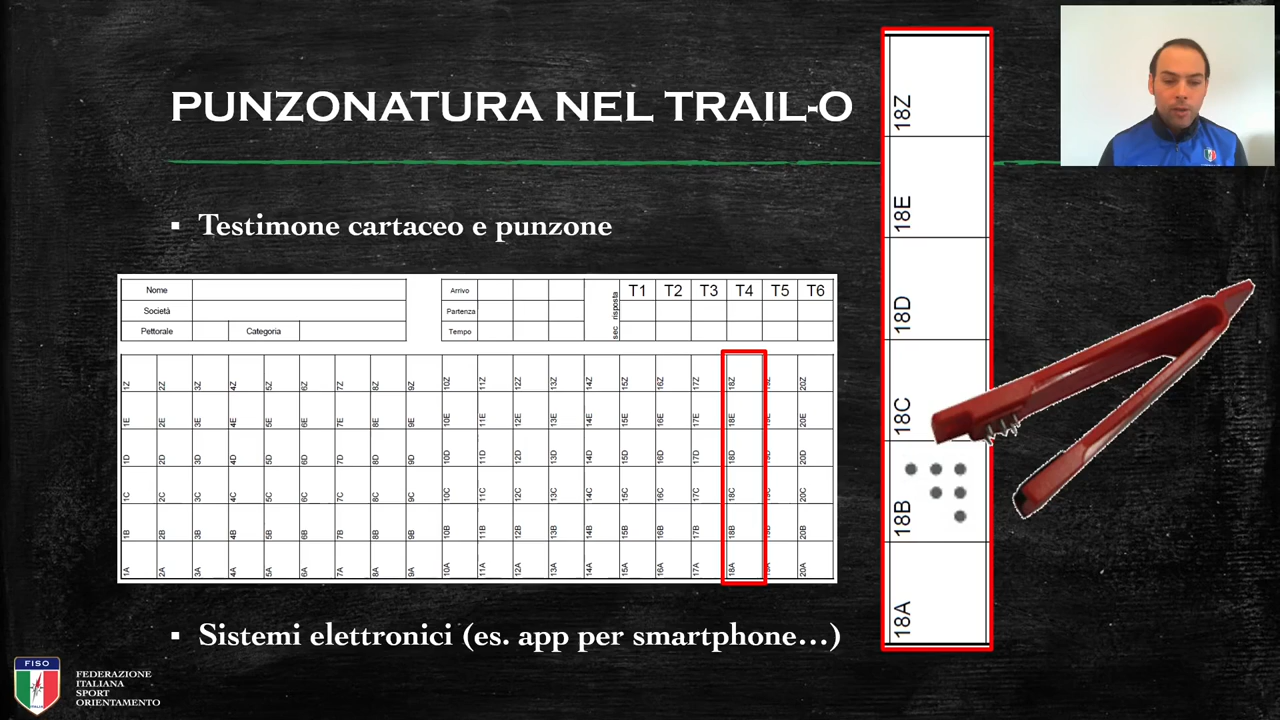 PUNZONATURA NEL TRAIL-O
▪ Testimone cartaceo e punzone
Nome
Società
Pettorale Categoria
Arrivo
Partenza
Tempo
sec risposta
T1 T2 T3 T4 T5 T6
1Z 2Z 3Z 4Z 5Z 6Z 7Z 8Z 9Z 10Z 11Z 12Z 13Z 14Z 15Z 16Z 17Z 18Z 19Z 20Z
1E 2E 3E 4E 5E 6E 7E 8E 9E 10E 11E 12E 13E 14E 15E 16E 17E 18E 19E 20E
1D 2D 3D 4D 5D 6D 7D 8D 9D 10D 11D 12D 13D 14D 15D 16D 17D 18D 19D 20D
1C 2C 3C 4C 5C 6C 7C 8C 9C 10C 11C 12C 13C 14C 15C 16C 17C 18C 19C 20C
1B 2B 3B 4B 5B 6B 7B 8B 9B 10B 11B 12B 13B 14B 15B 16B 17B 18B 19B 20B
1A 2A 3A 4A 5A 6A 7A 8A 9A 10A 11A 12A 13A 14A 15A 16A 17A 18A 19A 20A
▪ Sistemi elettronici (es. app per smartphone…)
18Z
18E
18D
18C
18B
18A
FISO
ITALIA
FEDERAZIONE
ITALIANA
SPORT
ORIENTAMENTO